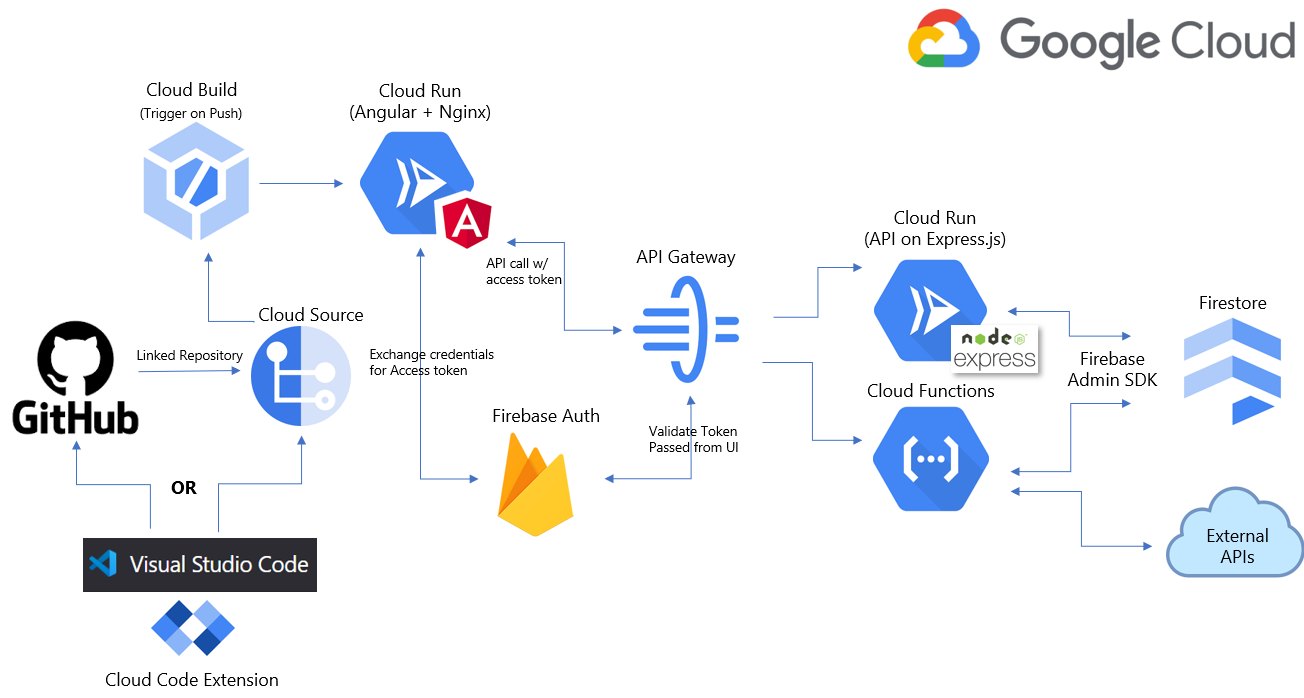 Google Cloud
Cloud Build
(Trigger on Push)
Cloud Run
(Angular + Nginx)
A
API call w/
access token
API Gateway
Cloud Run
(API on Express.js)
node
JS
express
Firestore
Firebase
Admin SDK
Cloud Source
Linked Repository
GitHub
Exchange credentials
for Access token
Firebase Auth
Validate Token
Passed from UI
Cloud Functions
External
APIs
OR
Visual Studio Code
Cloud Code Extension